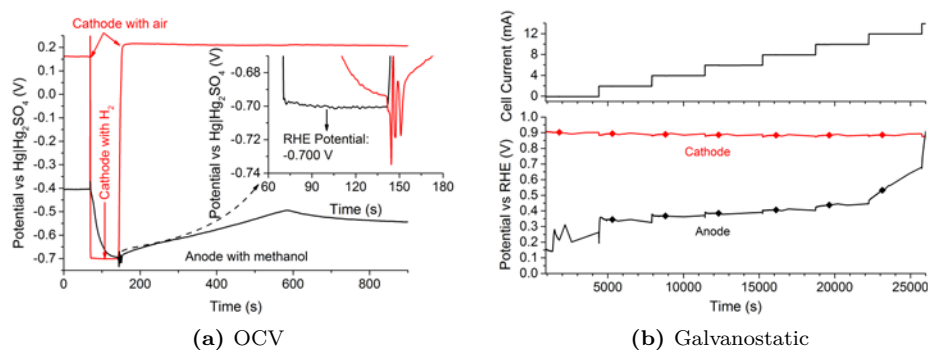 Cathode with air
Potential vs Hg|Hg₂SO₄ (V)
0.2
0.1
0.0
-0.1
-0.2
-0.3
-0.4
-0.5
-0.6
-0.7
Cathode with H₂
Potential vs Hg|Hg₂SO₄ (V)
-0.68
-0.70
-0.72
-0.74
RHE Potential:
-0.700 V
60 90 120 150 180
Time (s)
Anode with methanol
0 200 400 600 800
Time (s)
(a) OCV
Cell Current (mA)
12
8
4
0
Potential vs RHE (V)
0.9
0.8
0.7
0.6
0.5
0.4
0.3
0.2
0.1
0.0
Cathode
Anode
5000 10000 15000 20000 25000
Time (s)
(b) Galvanostatic